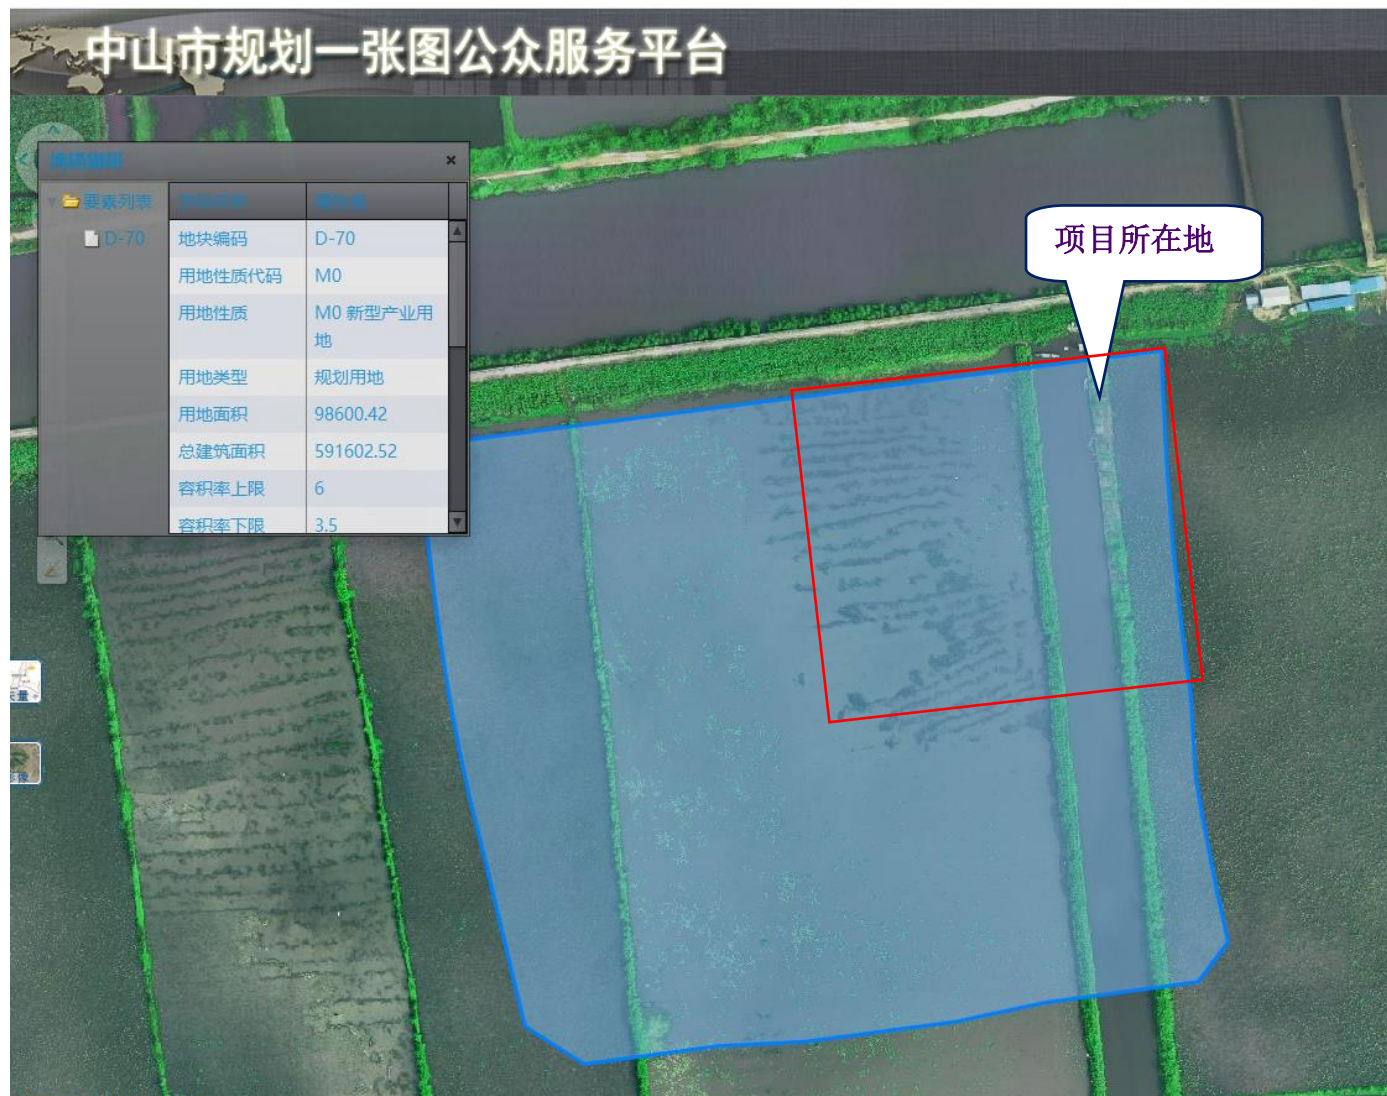 中山市规划一张图公众服务平台
要素列表
D-70
地块编码 D-70
用地性质代码 M0
用地性质 M0 新型产业用
地
用地类型 规划用地
用地面积 98600.42
总建筑面积 591602.52
容积率上限 6
容积率下限 3.5
项目所在地